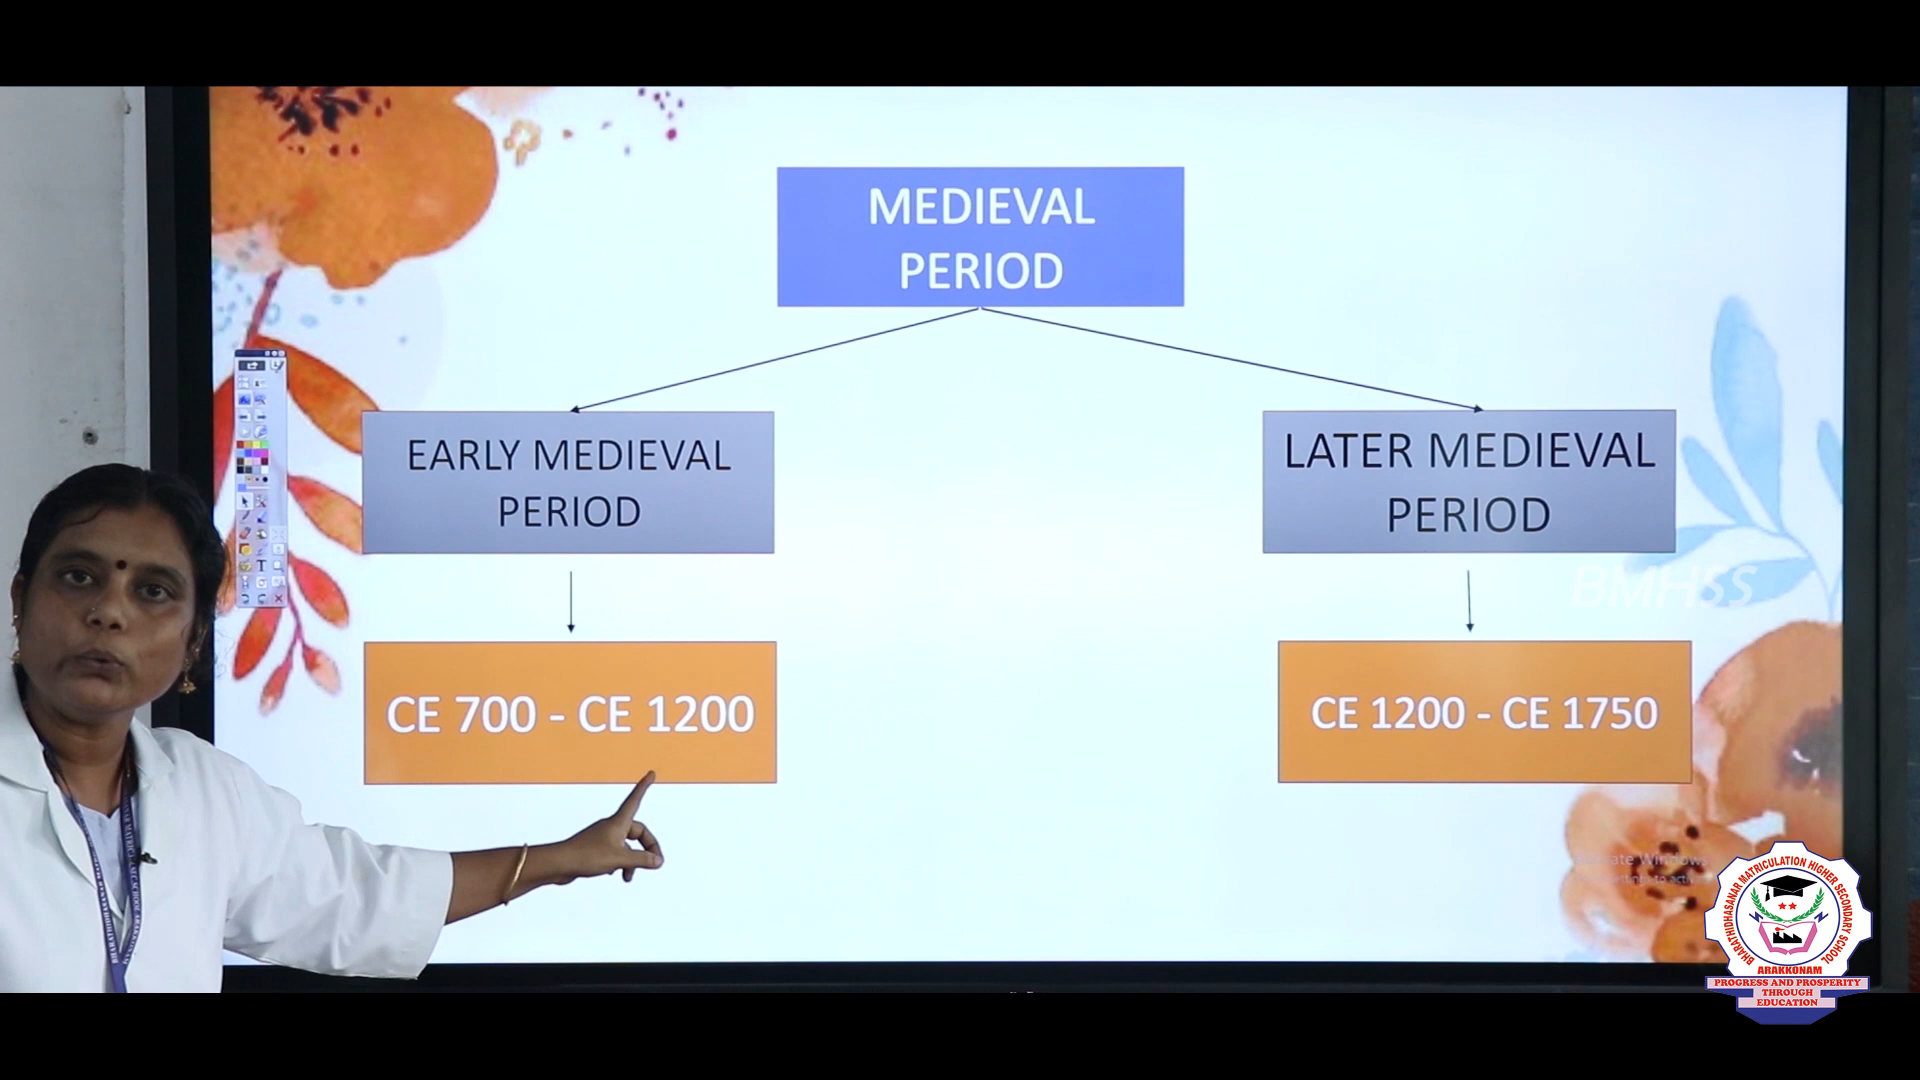 MEDIEVAL
PERIOD
EARLY MEDIEVAL
PERIOD
LATER MEDIEVAL
PERIOD
CE 700 - CE 1200
CE 1200 - CE 1750
BMHSS
BHARATHIDHASANAR MATRICULATION HIGHER SECONDARY SCHOOL
ARAKKONAM
PROGRESS AND PROSPERITY
THROUGH
EDUCATION